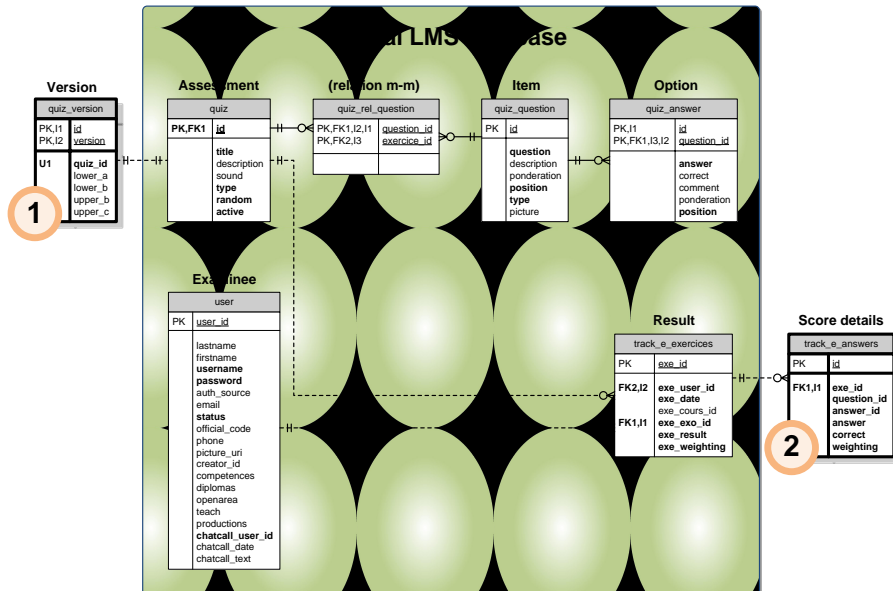 LMS
Version
quiz_version
PK,I1 id
PK,I2 version
U1 quiz_id
lower_a
lower_b
upper_b
upper_c
1
Assessment
quiz
PK,FK1 id
title
description
sound
type
random
active
(relation m-m)
quiz_rel_question
PK,FK1,I2,I1 question_id
PK,FK2,I3 exercice_id
Item
quiz_question
PK id
question
description
ponderation
position
type
picture
Option
quiz_answer
PK,I1 id
PK,FK1,I3,I2 question_id
answer
correct
comment
ponderation
position
Examinee
user
PK user_id
lastname
firstname
username
password
auth_source
email
status
official_code
phone
picture_uri
creator_id
competences
diplomas
openarea
teach
productions
chatcall_user_id
chatcall_date
chatcall_text
Result
track_e_exercices
PK exe_id
FK2,I2 exe_user_id
exe_date
exe_cours_id
FK1,I1 exe_exo_id
exe_result
exe_weighting
Score details
track_e_answers
PK id
FK1,I1 exe_id
question_id
answer_id
answer
correct
weighting
2